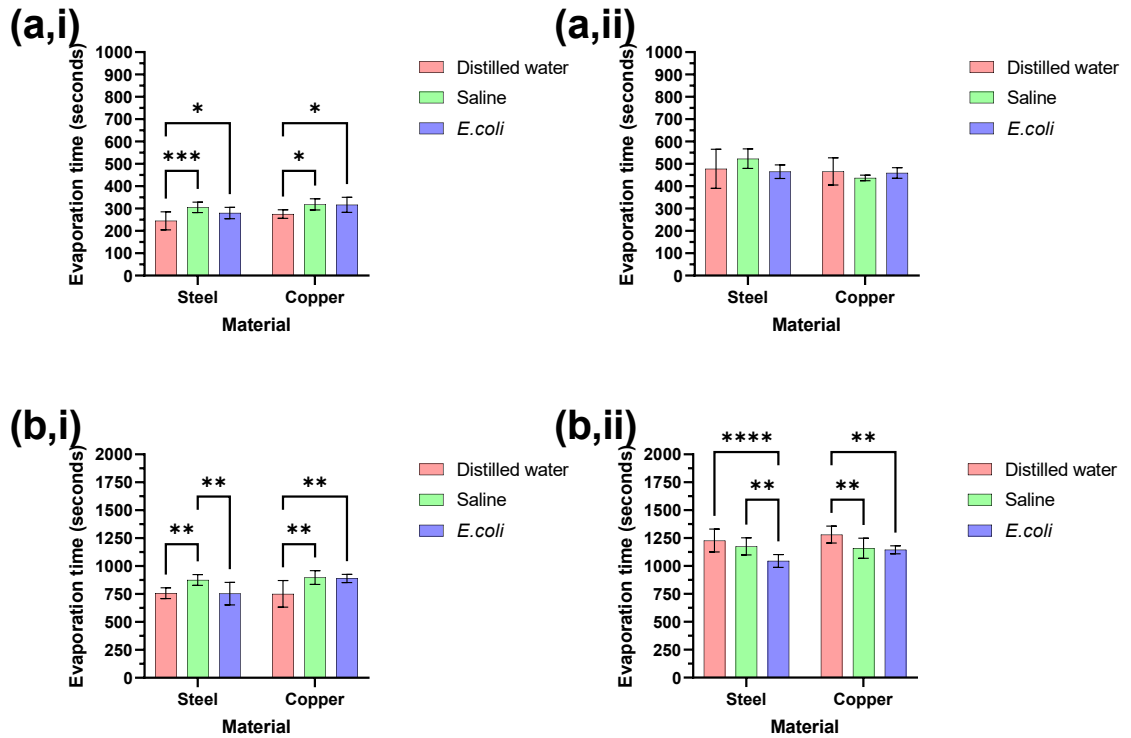 (a,i)
Evaporation time (seconds)
1000
900
800
700
600
500
400
300
200
100
0
*
***
*
*
Steel
Copper
Material
Distilled water
Saline
E.coli
(a,ii)
Evaporation time (seconds)
1000
900
800
700
600
500
400
300
200
100
0
Steel
Copper
Material
Distilled water
Saline
E.coli
(b,i)
Evaporation time (seconds)
2000
1750
1500
1250
1000
750
500
250
0
**
**
**
**
Steel
Copper
Material
Distilled water
Saline
E.coli
(b,ii)
Evaporation time (seconds)
2000
1750
1500
1250
1000
750
500
250
0
****
**
**
**
Steel
Copper
Material
Distilled water
Saline
E.coli